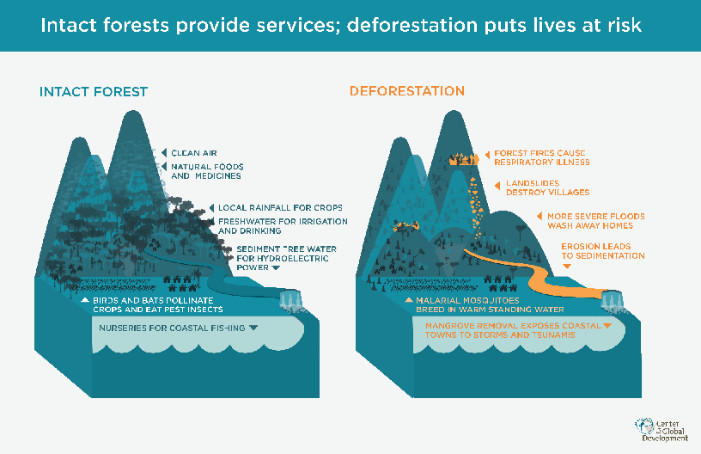 Intact forests provide services; deforestation puts lives at risk
INTACT FOREST
CLEAN AIR
NATURAL FOODS
AND MEDICINES
LOCAL RAINFALL FOR CROPS
FRESHWATER FOR IRRIGATION
AND DRINKING
SEDIMENT TREE WATER
FOR HYDROELECTRIC
POWER
BIRDS AND BATS POLLINATE
CROPS AND EAT PEST INSECTS
NURSERIES FOR COASTAL FISHING
DEFORESTATION
FOREST FIRES CAUSE
RESPIRATORY ILLNESS
LANDSLIDES
DESTROY VILLAGES
MORE SEVERE FLOODS
WASH AWAY HOMES
EROSION LEADS
TO SEDIMENTATION
MALARIAL MOSQUITOES
BREED IN WARM STANDING WATER
MANGROVE REMOVAL EXPOSES COASTAL
TOWNS TO STORMS AND TSUNAMIS
Center
for Global
Development